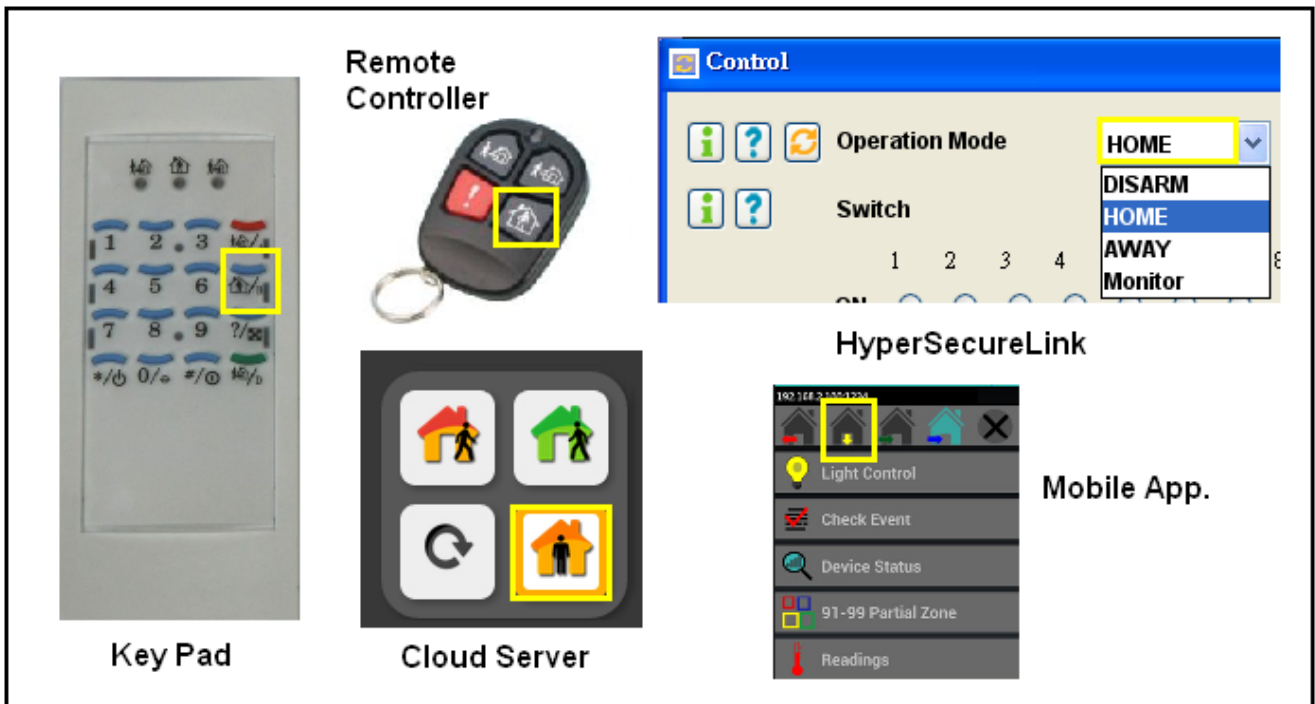 Remote
Controller
Control
Operation Mode
HOME
DISARM
HOME
AWAY
Monitor
Switch
1 2 3 4 8
ON
HyperSecureLink
1 2 3
4 5 6
7 8 9 ?/
*/ 0/ #/
Key Pad
Cloud Server
Light Control
Check Event
Device Status
91-99 Partial Zone
Readings
Mobile App.